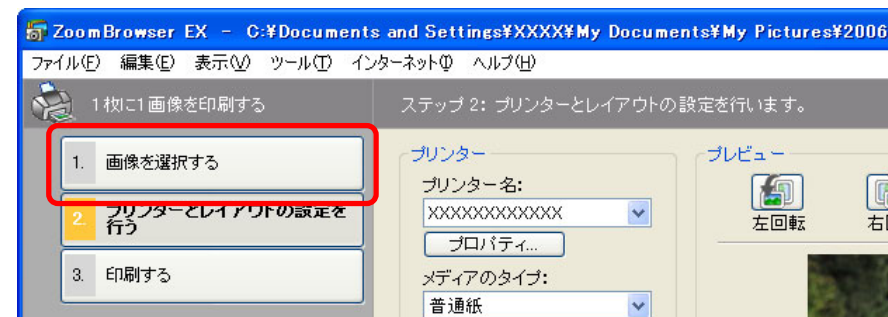 ZoomBrowser EX - C:¥Documents and Settings¥XXXX¥My Documents¥My Pictures¥2006
ファイル(F) 編集(E) 表示(V) ツール(T) インターネット(I) ヘルプ(H)
1枚に1画像を印刷する
ステップ 2: プリンターとレイアウトの設定を行います。
1. 画像を選択する
2. プリンターとレイアウトの設定を
行う
3. 印刷する
プリンター
プリンター名:
XXXXXXXXXXXX
プロパティ...
メディアのタイプ:
普通紙
プレビュー
左回転